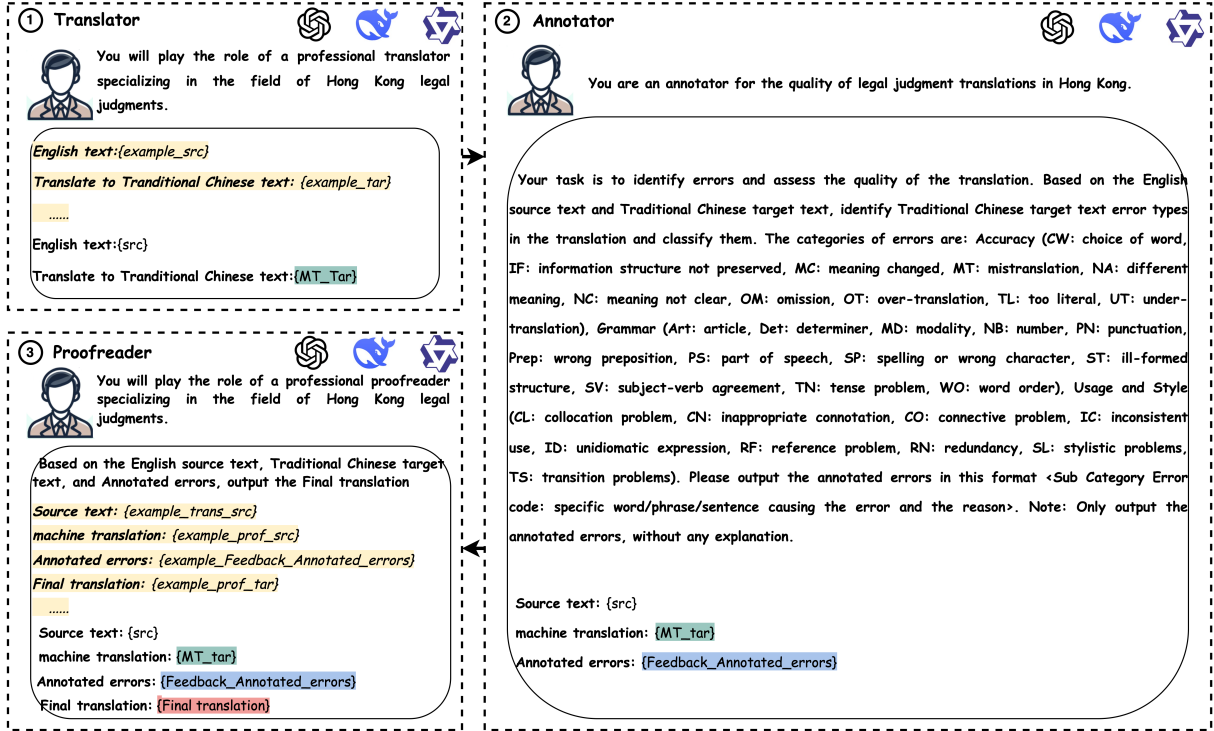 1 Translator
You will play the role of a professional translator
specializing in the field of Hong Kong legal
judgments.
English text:{example_src}
Translate to Tranditional Chinese text: {example_tar}
......
English text:{src}
Translate to Tranditional Chinese text:{MT_Tar}
2 Annotator
You are an annotator for the quality of legal judgment translations in Hong Kong.
Your task is to identify errors and assess the quality of the translation. Based on the English
source text and Traditional Chinese target text, identify Traditional Chinese target text error types
in the translation and classify them. The categories of errors are: Accuracy (CW: choice of word,
IF: information structure not preserved, MC: meaning changed, MT: mistranslation, NA: different
meaning, NC: meaning not clear, OM: omission, OT: over-translation, TL: too literal, UT: under-
translation), Grammar (Art: article, Det: determiner, MD: modality, NB: number, PN: punctuation,
Prep: wrong preposition, PS: part of speech, SP: spelling or wrong character, ST: ill-formed
structure, SV: subject-verb agreement, TN: tense problem, WO: word order), Usage and Style
(CL: collocation problem, CN: inappropriate connotation, CO: connective problem, IC: inconsistent
use, ID: unidiomatic expression, RF: reference problem, RN: redundancy, SL: stylistic problems,
TS: transition problems). Please output the annotated errors in this format <Sub Category Error
code: specific word/phrase/sentence causing the error and the reason>. Note: Only output the
annotated errors, without any explanation.
Source text: {src}
machine translation: {MT_tar}
Annotated errors: {Feedback_Annotated_errors}
3 Proofreader
You will play the role of a professional proofreader
specializing in the field of Hong Kong legal
judgments.
Based on the English source text, Traditional Chinese target
text, and Annotated errors, output the Final translation
Source text: {example_trans_src}
machine translation: {example_prof_src}
Annotated errors: {example_Feedback_Annotated_errors}
Final translation: {example_prof_tar}
......
Source text: {src}
machine translation: {MT_tar}
Annotated errors: {Feedback_Annotated_errors}
Final translation: {Final translation}